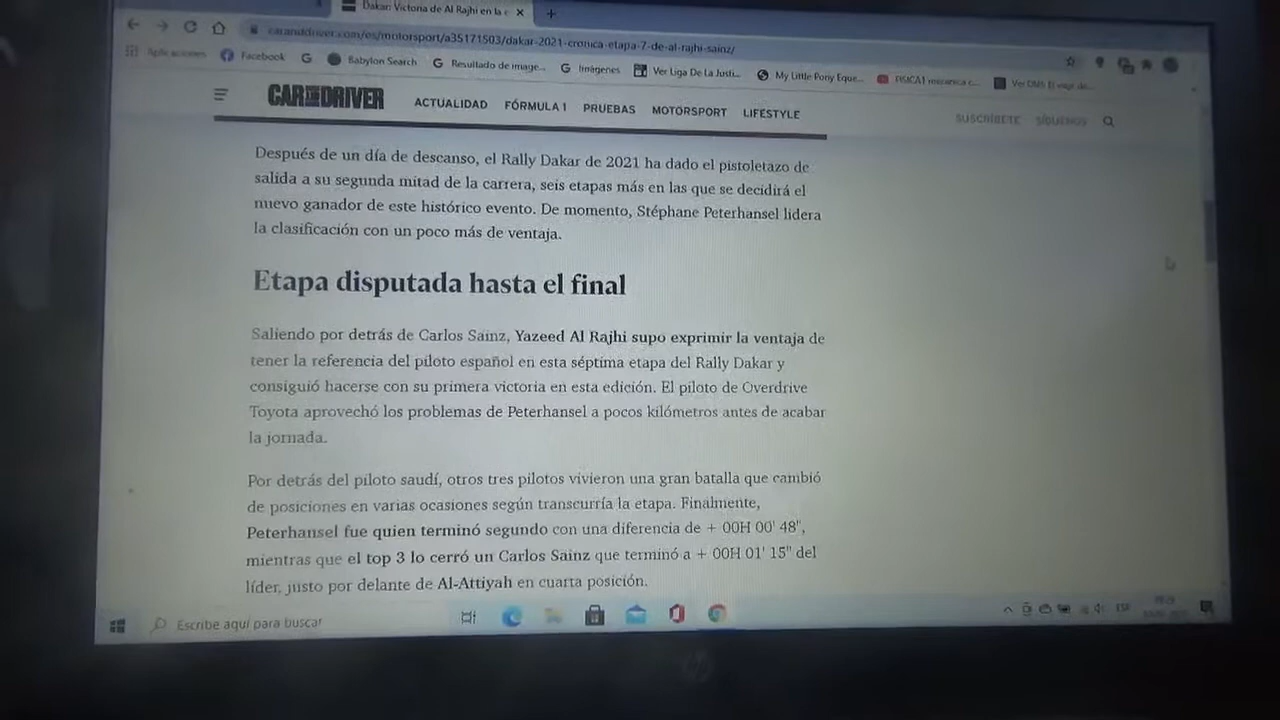 Dakar: Victoria de Al Rajhi en la e
caranddriver.com/es/motorsport/a35171503/dakar-2021-cronica-etapa-7-de-al-rajhi-sainz/
Aplicaciones Facebook Babylon Search Resultado de image... Imágenes Ver Liga De La Justi... My Little Pony Eque...
CAR AND DRIVER ACTUALIDAD FÓRMULA 1 PRUEBAS MOTORSPORT LIFESTYLE SUSCRÍBETE SÍGUENOS
Después de un día de descanso, el Rally Dakar de 2021 ha dado el pistoletazo de
salida a su segunda mitad de la carrera, seis etapas más en las que se decidirá el
nuevo ganador de este histórico evento. De momento, Stéphane Peterhansel lidera
la clasificación con un poco más de ventaja.
Etapa disputada hasta el final
Saliendo por detrás de Carlos Sainz, Yazeed Al Rajhi supo exprimir la ventaja de
tener la referencia del piloto español en esta séptima etapa del Rally Dakar y
consiguió hacerse con su primera victoria en esta edición. El piloto de Overdrive
Toyota aprovechó los problemas de Peterhansel a pocos kilómetros antes de acabar
la jornada.
Por detrás del piloto saudí, otros tres pilotos vivieron una gran batalla que cambió
de posiciones en varias ocasiones según transcurría la etapa. Finalmente,
Peterhansel fue quien terminó segundo con una diferencia de + 00H 00' 48",
mientras que el top 3 lo cerró un Carlos Sainz que terminó a + 00H 01' 15" del
líder, justo por delante de Al-Attiyah en cuarta posición.
Escribe aquí para buscar ESP